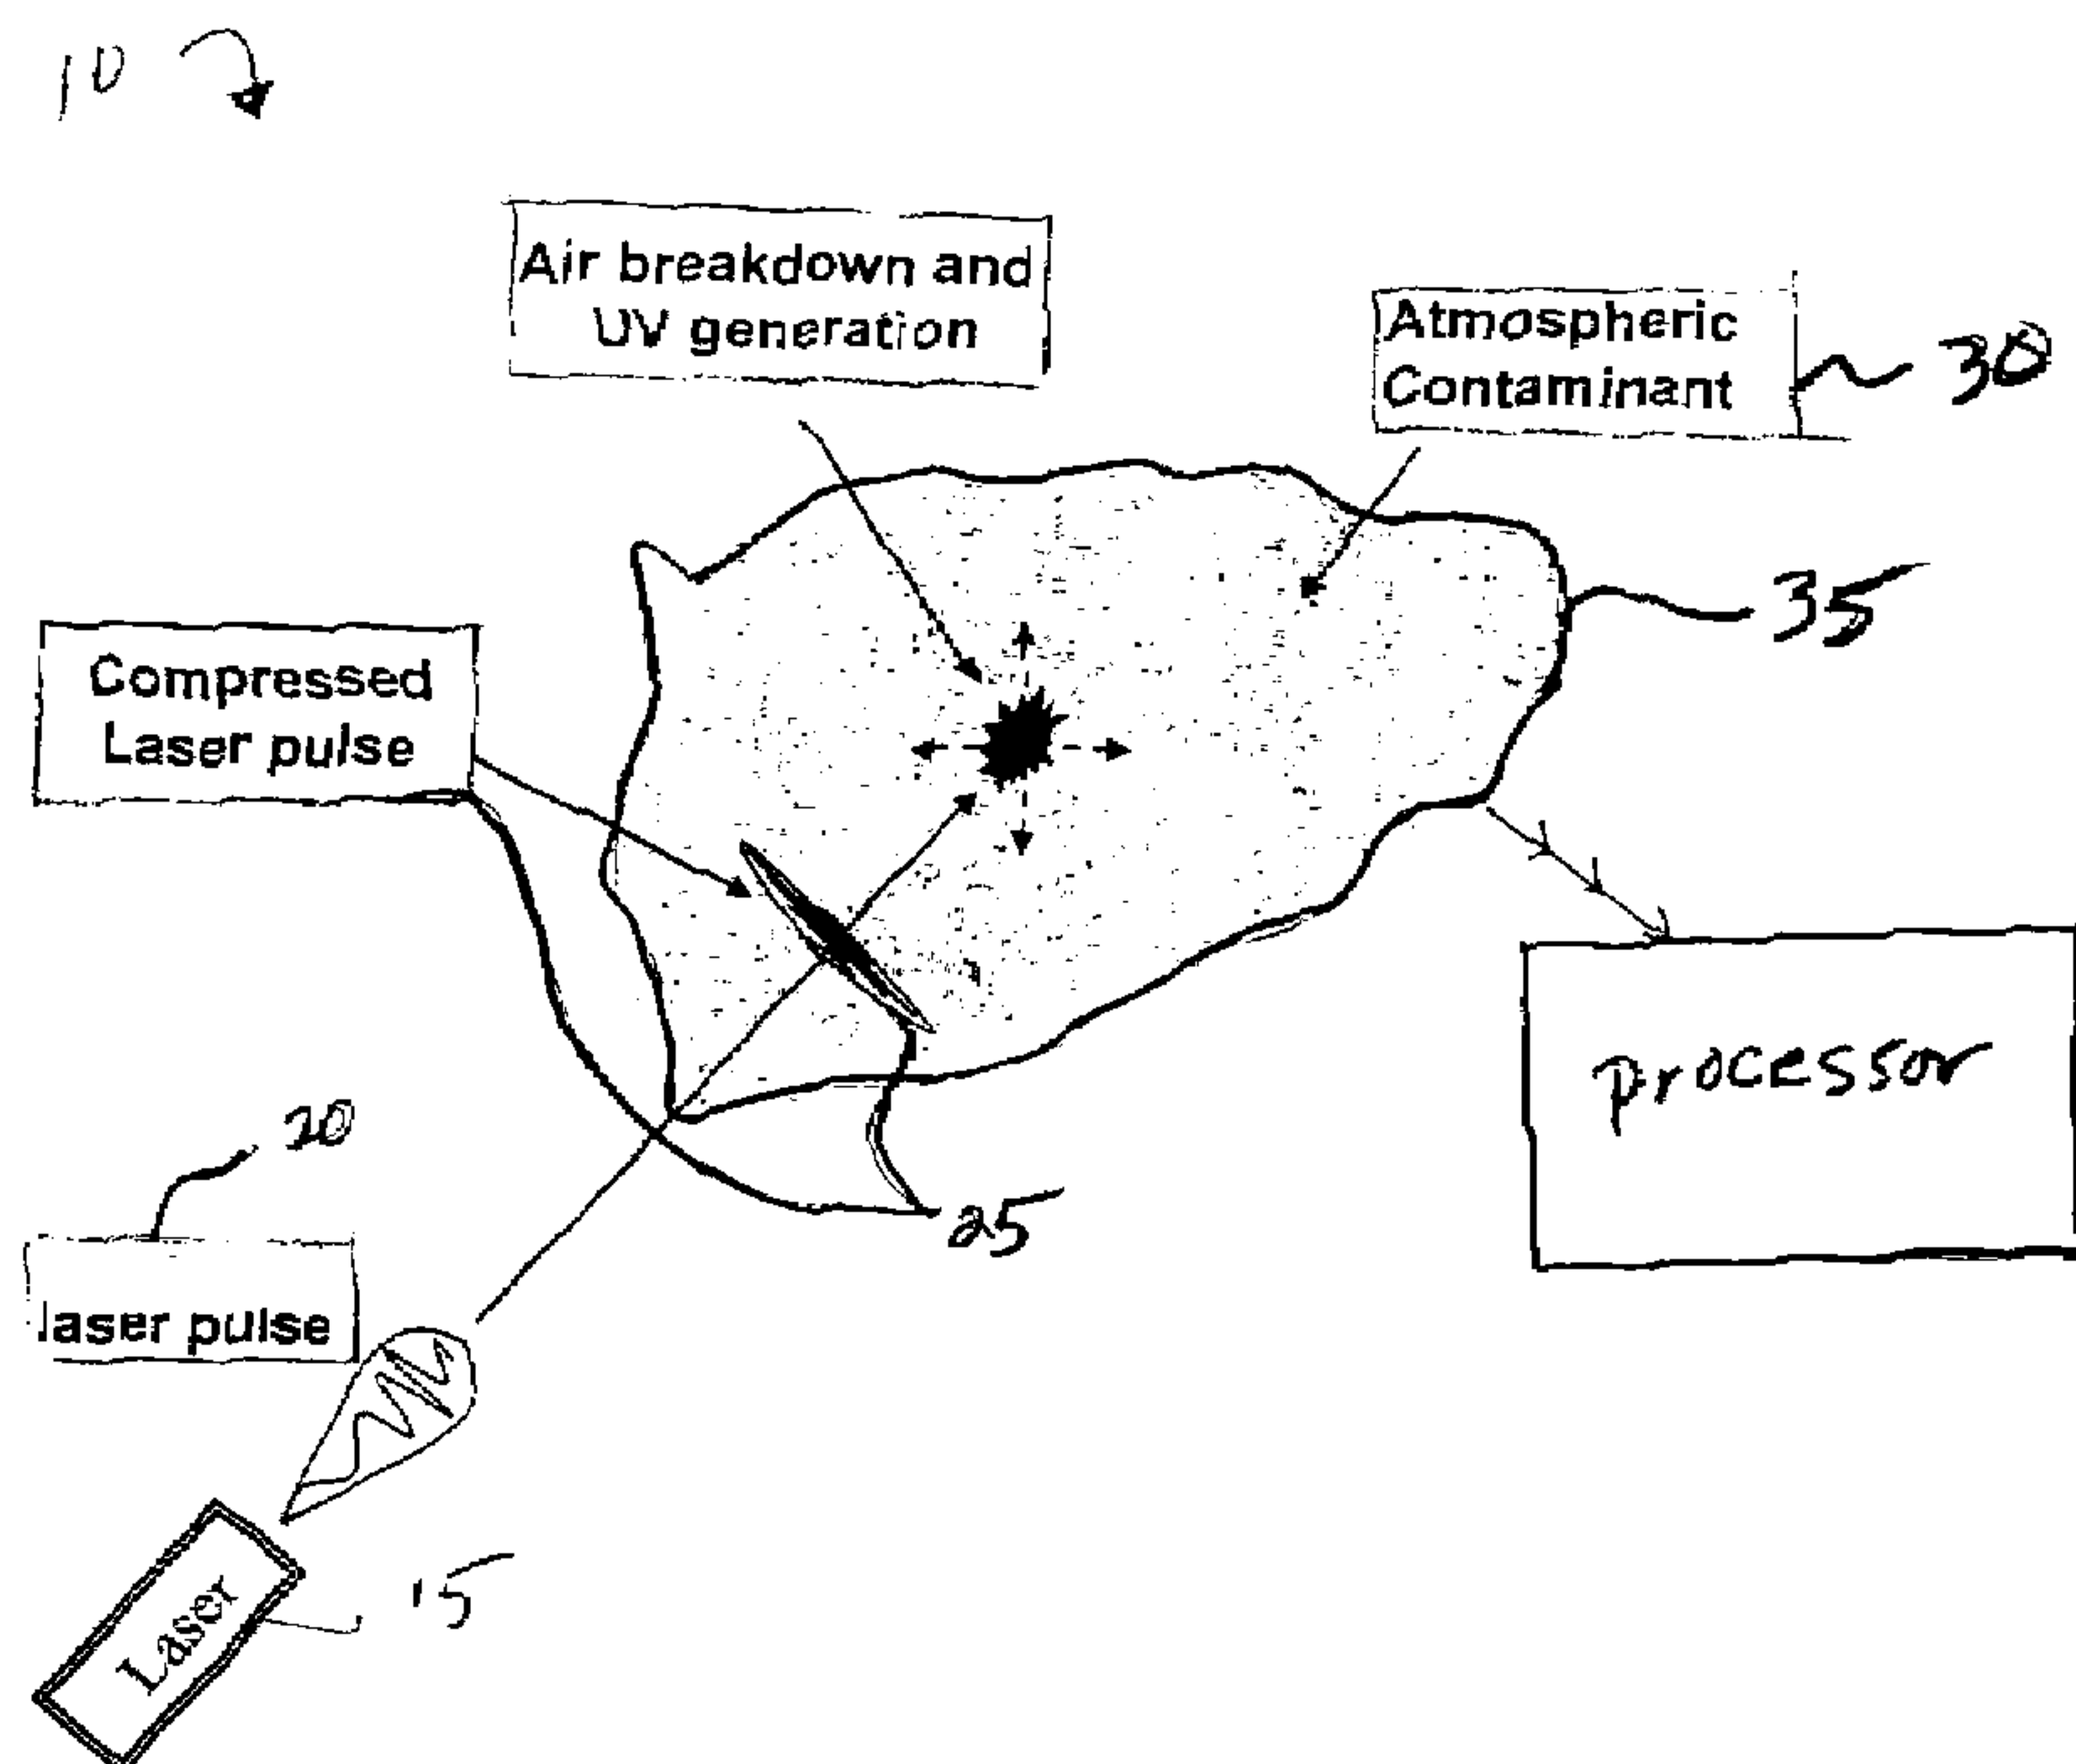 10
Air breakdown and
UV generation
Atmospheric
Contaminant
30
35
Compressed
Laser pulse
processor
20
25
laser pulse
15
Laser